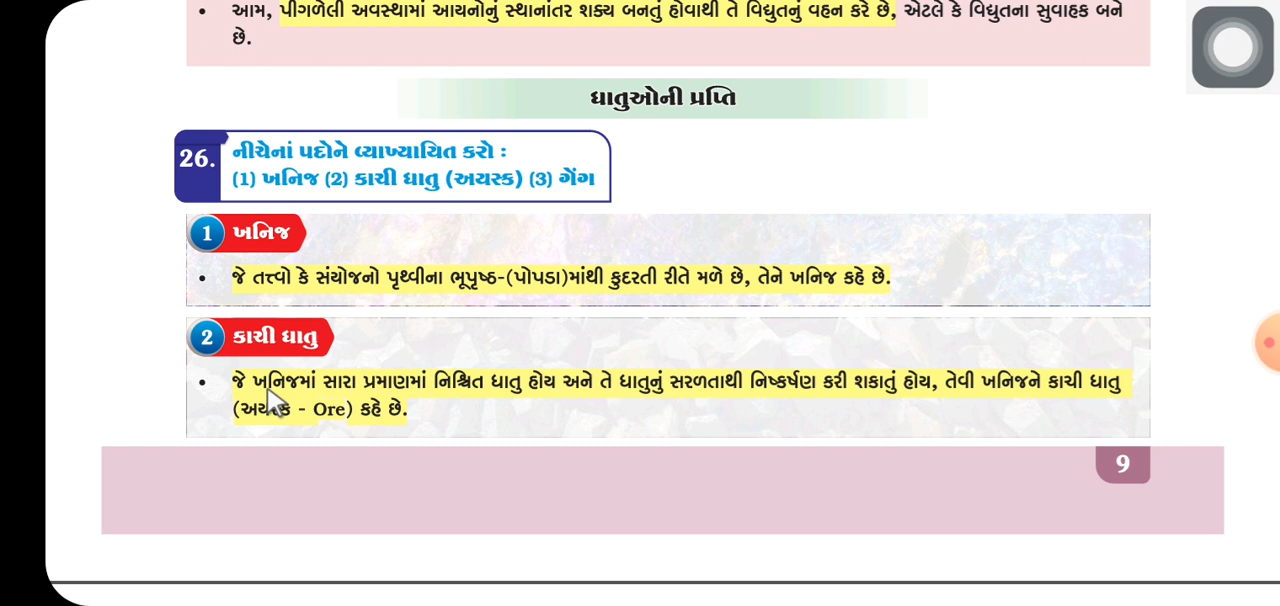 • આમ, પીગળેલી અવસ્થામાં આયનોનું સ્થાનાંતર શક્ય બનતું હોવાથી તે વિદ્યુતનું વહન કરે છે, એટલે કે વિદ્યુતના સુવાહક બને
છે.
ધાતુઓની પ્રપ્તિ
26. નીચેનાં પદોને વ્યાખ્યાયિત કરો :
(1) ખનિજ (2) કાચી ધાતુ (અયસ્ક) (3) ગેંગ
1 ખનિજ
• જે તત્ત્વો કે સંયોજનો પૃથ્વીના ભૂપૃષ્ઠ-(પોપડા)માંથી કુદરતી રીતે મળે છે, તેને ખનિજ કહે છે.
2 કાચી ધાતુ
• જે ખનિજમાં સારા પ્રમાણમાં નિશ્ચિત ધાતુ હોય અને તે ધાતુનું સરળતાથી નિષ્કર્ષણ કરી શકાતું હોય, તેવી ખનિજને કાચી ધાતુ
(અયસ્ક - Ore) કહે છે.
9